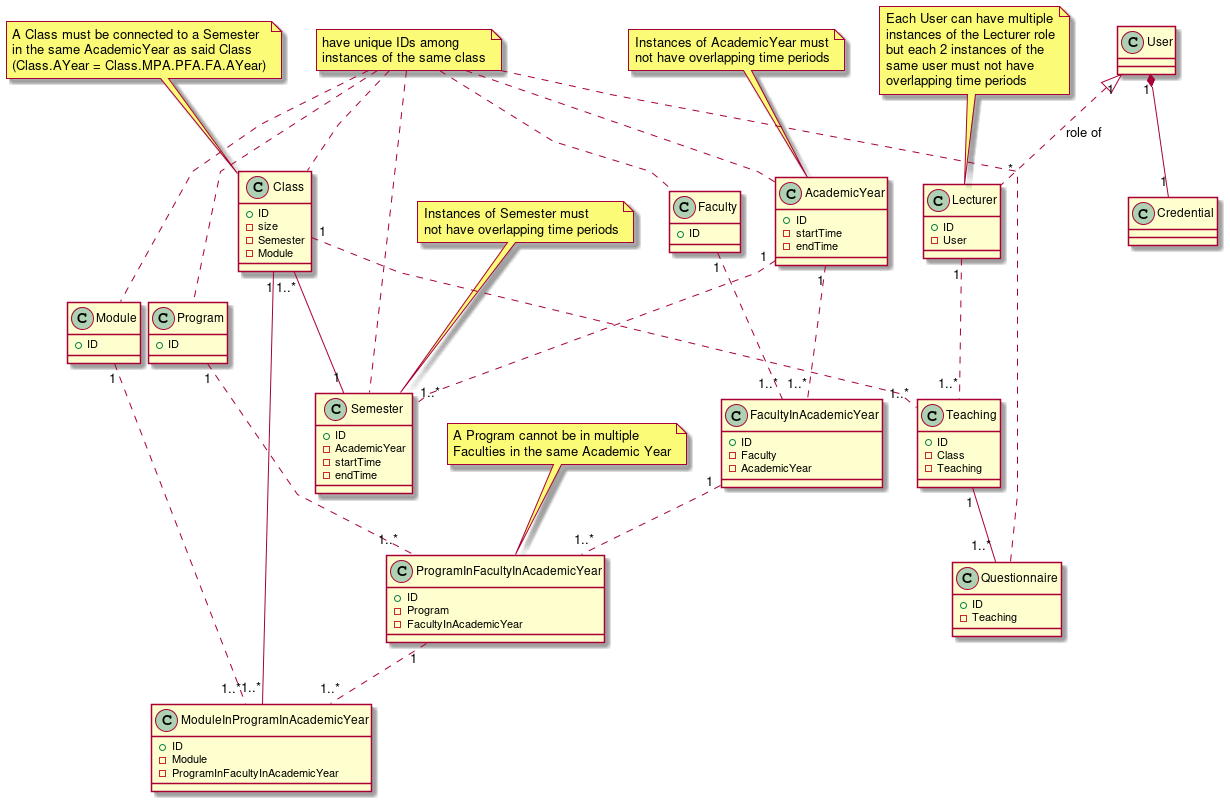 A Class must be connected to a Semester
in the same AcademicYear as said Class
(Class.AYear = Class.MPA.PFA.FA.AYear)
have unique IDs among
instances of the same class
Instances of AcademicYear must
not have overlapping time periods
Each User can have multiple
instances of the Lecturer role
but each 2 instances of the
same user must not have
overlapping time periods
C User
1
1
role of
*
1
C Class
ID
size
Semester
Module
1
1
1..*
Instances of Semester must
not have overlapping time periods
C Faculty
ID
1
C AcademicYear
ID
startTime
endTime
1
1
C Lecturer
ID
User
1
C Credential
C Module
ID
1
C Program
ID
1
1
1..*
1..*
1..*
1..*
1..*
C Semester
ID
AcademicYear
startTime
endTime
A Program cannot be in multiple
Faculties in the same Academic Year
C FacultyInAcademicYear
ID
Faculty
AcademicYear
1
C Teaching
ID
Class
Teaching
1
1..*
1..*
1..*
C ProgramInFacultyInAcademicYear
ID
Program
FacultyInAcademicYear
1
C Questionnaire
ID
Teaching
1..*
1..*
1..*
C ModuleInProgramInAcademicYear
ID
Module
ProgramInFacultyInAcademicYear